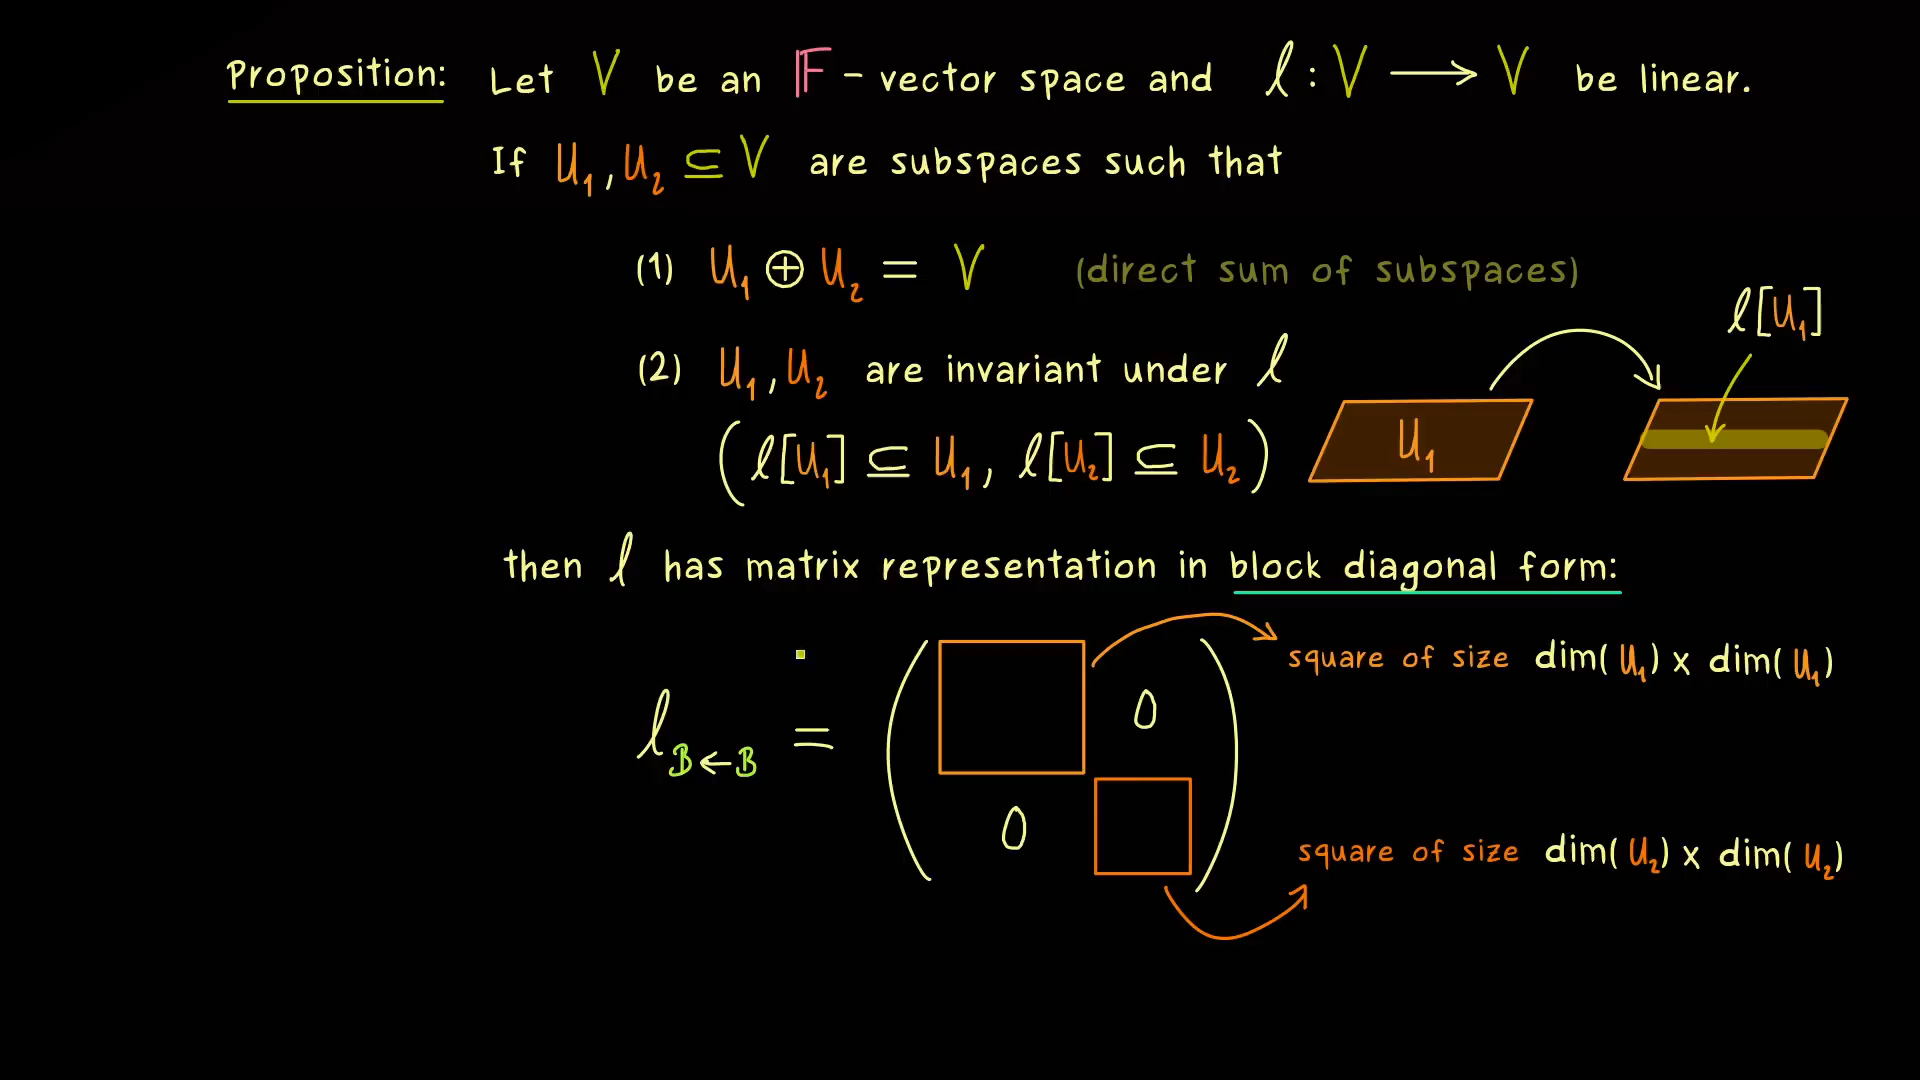 Proposition: Let V be an 𝔽 - vector space and ℓ : V ⟶ V be linear.
If U₁, U₂ ⊆ V are subspaces such that
(1) U₁ ⊕ U₂ = V (direct sum of subspaces)
ℓ[U₁]
(2) U₁, U₂ are invariant under ℓ
(ℓ[U₁] ⊆ U₁, ℓ[U₂] ⊆ U₂)
U₁
then ℓ has matrix representation in block diagonal form:
square of size dim(U₁) x dim(U₁)
ℓ_B←B = ( 0
0 )
square of size dim(U₂) x dim(U₂)